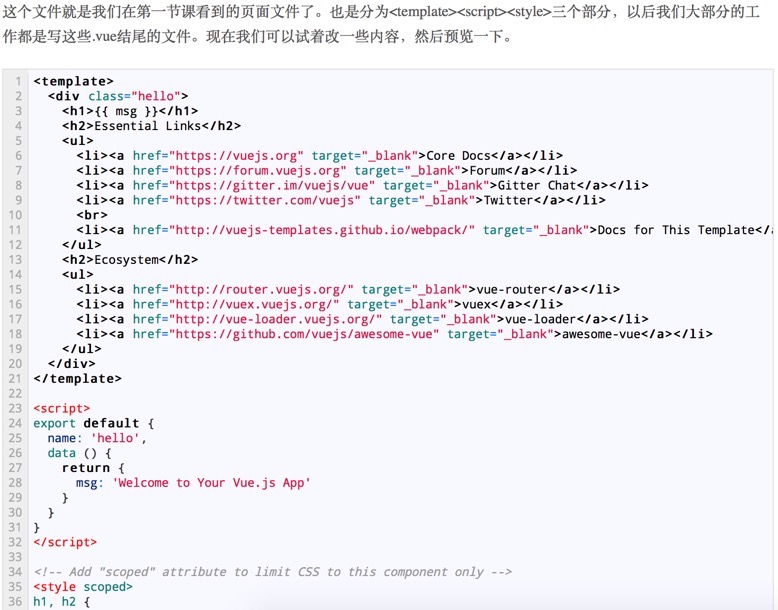 这个文件就是我们在第一节课看到的页面文件了。也是分为<template><script><style>三个部分，以后我们大部分的工
作都是写这些.vue结尾的文件。现在我们可以试着改一些内容，然后预览一下。
1 <template>
2   <div class="hello">
3     <h1>{{ msg }}</h1>
4     <h2>Essential Links</h2>
5     <ul>
6       <li><a href="https://vuejs.org" target="_blank">Core Docs</a></li>
7       <li><a href="https://forum.vuejs.org" target="_blank">Forum</a></li>
8       <li><a href="https://gitter.im/vuejs/vue" target="_blank">Gitter Chat</a></li>
9       <li><a href="https://twitter.com/vuejs" target="_blank">Twitter</a></li>
10       <br>
11       <li><a href="http://vuejs-templates.github.io/webpack/" target="_blank">Docs for This Template</a
12     </ul>
13     <h2>Ecosystem</h2>
14     <ul>
15       <li><a href="http://router.vuejs.org/" target="_blank">vue-router</a></li>
16       <li><a href="http://vuex.vuejs.org/" target="_blank">vuex</a></li>
17       <li><a href="http://vue-loader.vuejs.org/" target="_blank">vue-loader</a></li>
18       <li><a href="https://github.com/vuejs/awesome-vue" target="_blank">awesome-vue</a></li>
19     </ul>
20   </div>
21 </template>
22
23 <script>
24 export default {
25   name: 'hello',
26   data () {
27     return {
28       msg: 'Welcome to Your Vue.js App'
29     }
30   }
31 }
32 </script>
33
34 <!-- Add "scoped" attribute to limit CSS to this component only -->
35 <style scoped>
36 h1, h2 {